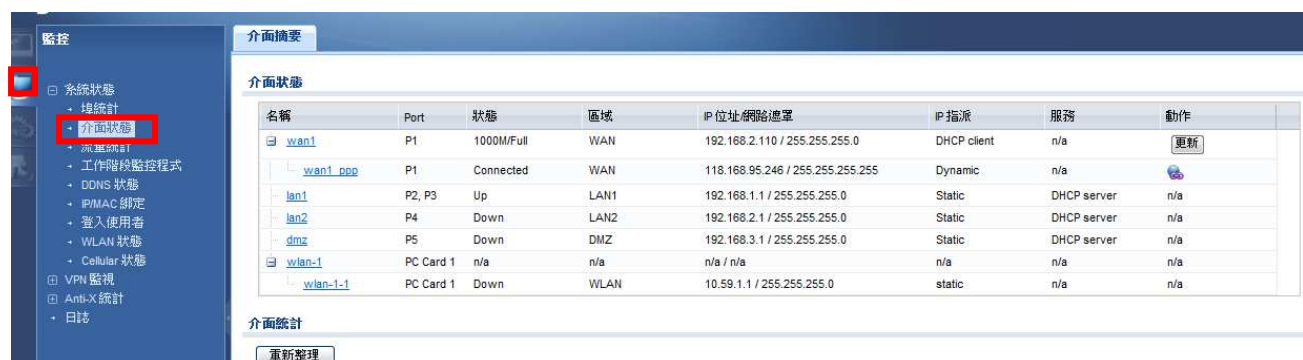 監控
系統狀態
埠統計
介面狀態
流量統計
工作階段監控程式
DDNS 狀態
IP/MAC 綁定
登入使用者
WLAN 狀態
Cellular 狀態
VPN 監視
Anti-X 統計
日誌
介面摘要
介面狀態
名稱 Port 狀態 區域 IP 位址/網路遮罩 IP 指派 服務 動作
wan1 P1 1000M/Full WAN 192.168.2.110 / 255.255.255.0 DHCP client n/a 更新
wan1_ppp P1 Connected WAN 118.168.95.246 / 255.255.255.255 Dynamic n/a
lan1 P2, P3 Up LAN1 192.168.1.1 / 255.255.255.0 Static DHCP server n/a
lan2 P4 Down LAN2 192.168.2.1 / 255.255.255.0 Static DHCP server n/a
dmz P5 Down DMZ 192.168.3.1 / 255.255.255.0 Static DHCP server n/a
wlan-1 PC Card 1 n/a n/a n/a / n/a n/a n/a n/a
wlan-1-1 PC Card 1 Down WLAN 10.59.1.1 / 255.255.255.0 static n/a n/a
介面統計
重新整理